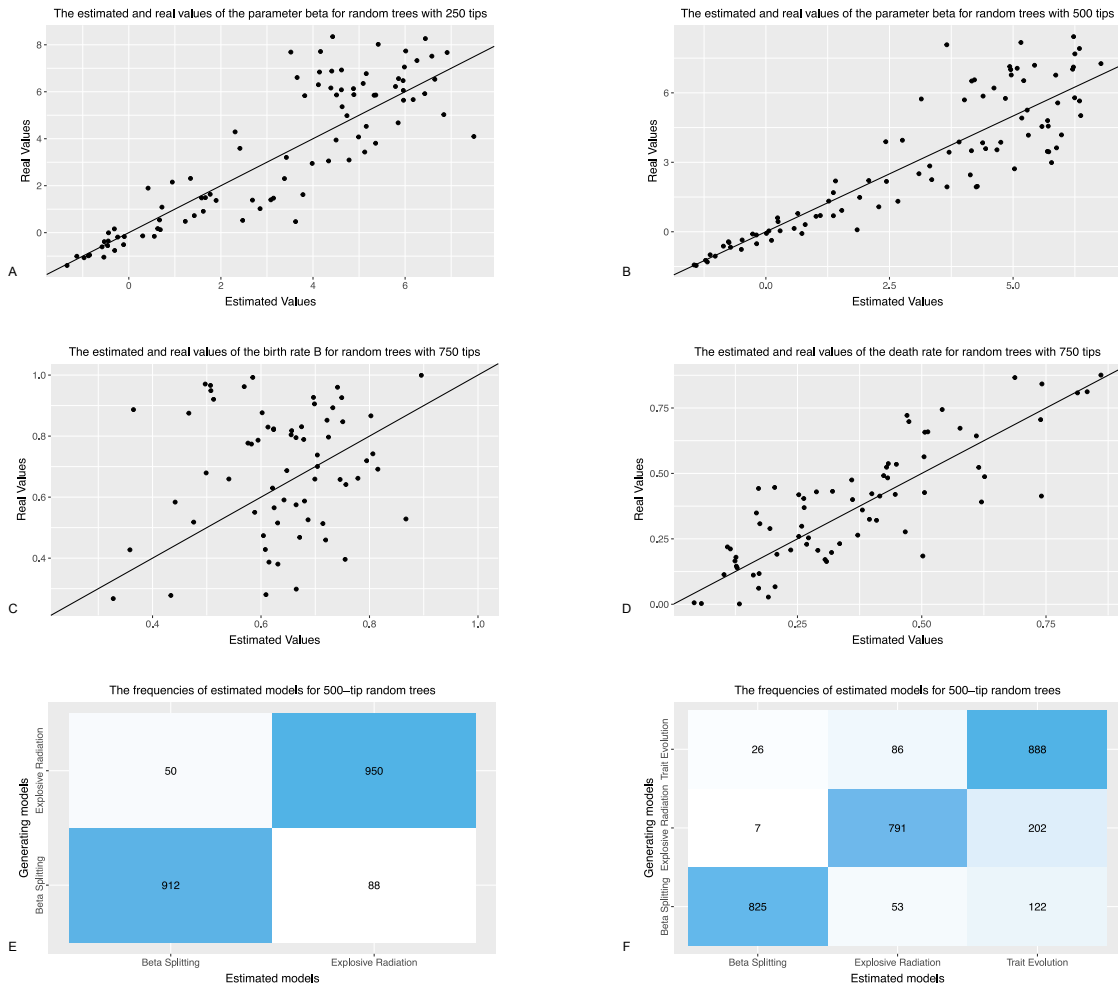 The estimated and real values of the parameter beta for random trees with 250 tips
8
6
4
2
0
Real Values
0
2
4
6
Estimated Values
A
The estimated and real values of the parameter beta for random trees with 500 tips
6
3
0
Real Values
0.0
2.5
5.0
Estimated Values
B
The estimated and real values of the birth rate B for random trees with 750 tips
1.0
0.8
0.6
0.4
Real Values
0.4
0.6
0.8
1.0
Estimated Values
C
The estimated and real values of the death rate for random trees with 750 tips
0.75
0.50
0.25
0.00
Real Values
0.25
0.50
0.75
Estimated Values
D
The frequencies of estimated models for 500–tip random trees
Generating models
Explosive Radiation
50
950
Beta Splitting
912
88
Beta Splitting
Explosive Radiation
Estimated models
E
The frequencies of estimated models for 500–tip random trees
Generating models
Trait Evolution
26
86
888
Explosive Radiation
7
791
202
Beta Splitting
825
53
122
Beta Splitting
Explosive Radiation
Trait Evolution
Estimated models
F